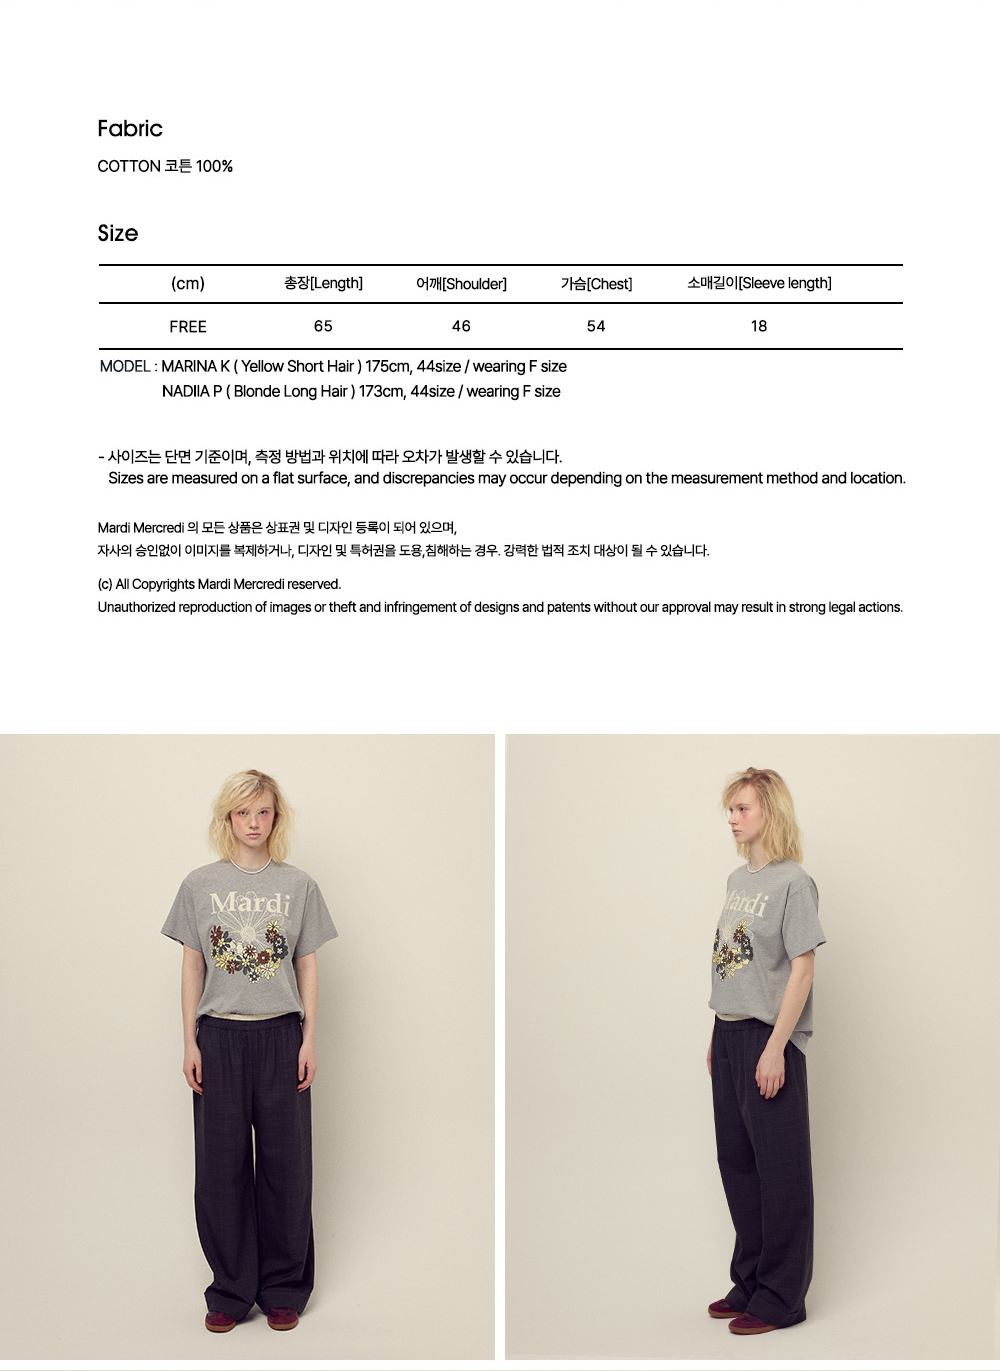 Fabric
COTTON 코튼 100%
Size
(cm) 총장[Length] 어깨[Shoulder] 가슴[Chest] 소매길이[Sleeve length]
FREE 65 46 54 18
MODEL : MARINA K ( Yellow Short Hair ) 175cm, 44size / wearing F size
NADIIA P ( Blonde Long Hair ) 173cm, 44size / wearing F size
- 사이즈는 단면 기준이며, 측정 방법과 위치에 따라 오차가 발생할 수 있습니다.
Sizes are measured on a flat surface, and discrepancies may occur depending on the measurement method and location.
Mardi Mercredi 의 모든 상품은 상표권 및 디자인 등록이 되어 있으며,
자사의 승인없이 이미지를 복제하거나, 디자인 및 특허권을 도용,침해하는 경우. 강력한 법적 조치 대상이 될 수 있습니다.
(c) All Copyrights Mardi Mercredi reserved.
Unauthorized reproduction of images or theft and infringement of designs and patents without our approval may result in strong legal actions.
Mardi
Mardi